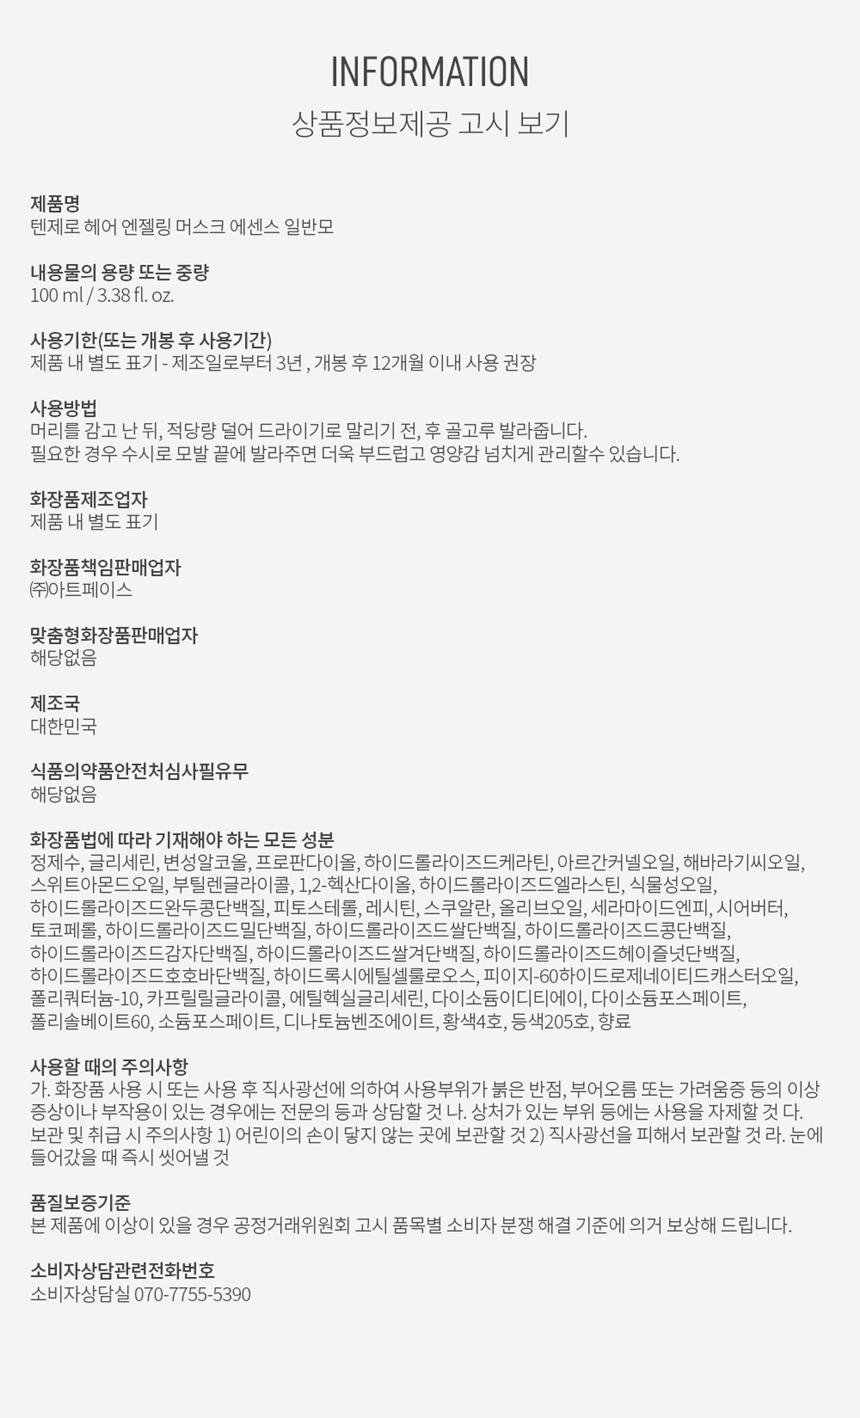 INFORMATION
상품정보제공 고시 보기
제품명
텐제로 헤어 엔젤링 머스크 에센스 일반모
내용물의 용량 또는 중량
100 ml / 3.38 fl. oz.
사용기한(또는 개봉 후 사용기간)
제품 내 별도 표기 - 제조일로부터 3년 , 개봉 후 12개월 이내 사용 권장
사용방법
머리를 감고 난 뒤, 적당량 덜어 드라이기로 말리기 전, 후 골고루 발라줍니다.
필요한 경우 수시로 모발 끝에 발라주면 더욱 부드럽고 영양감 넘치게 관리할수 있습니다.
화장품제조업자
제품 내 별도 표기
화장품책임판매업자
㈜아트페이스
맞춤형화장품판매업자
해당없음
제조국
대한민국
식품의약품안전처심사필유무
해당없음
화장품법에 따라 기재해야 하는 모든 성분
정제수, 글리세린, 변성알코올, 프로판다이올, 하이드롤라이즈드케라틴, 아르간커넬오일, 해바라기씨오일,
스위트아몬드오일, 부틸렌글라이콜, 1,2-헥산다이올, 하이드롤라이즈드엘라스틴, 식물성오일,
하이드롤라이즈드완두콩단백질, 피토스테롤, 레시틴, 스쿠알란, 올리브오일, 세라마이드엔피, 시어버터,
토코페롤, 하이드롤라이즈드밀단백질, 하이드롤라이즈드쌀단백질, 하이드롤라이즈드콩단백질,
하이드롤라이즈드감자단백질, 하이드롤라이즈드쌀겨단백질, 하이드롤라이즈드헤이즐넛단백질,
하이드롤라이즈드호호바단백질, 하이드록시에틸셀룰로오스, 피이지-60하이드로제네이티드캐스터오일,
폴리쿼터늄-10, 카프릴릴글라이콜, 에틸헥실글리세린, 다이소듐이디티에이, 다이소듐포스페이트,
폴리솔베이트60, 소듐포스페이트, 디나토늄벤조에이트, 황색4호, 등색205호, 향료
사용할 때의 주의사항
가. 화장품 사용 시 또는 사용 후 직사광선에 의하여 사용부위가 붉은 반점, 부어오름 또는 가려움증 등의 이상
증상이나 부작용이 있는 경우에는 전문의 등과 상담할 것 나. 상처가 있는 부위 등에는 사용을 자제할 것 다.
보관 및 취급 시 주의사항 1) 어린이의 손이 닿지 않는 곳에 보관할 것 2) 직사광선을 피해서 보관할 것 라. 눈에
들어갔을 때 즉시 씻어낼 것
품질보증기준
본 제품에 이상이 있을 경우 공정거래위원회 고시 품목별 소비자 분쟁 해결 기준에 의거 보상해 드립니다.
소비자상담관련전화번호
소비자상담실 070-7755-5390